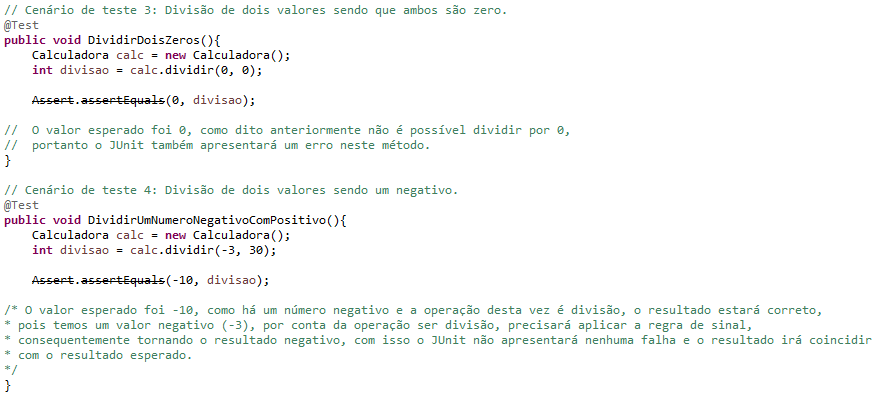 // Cenário de teste 3: Divisão de dois valores sendo que ambos são zero.
@Test
public void DividirDoisZeros(){
Calculadora calc = new Calculadora();
int divisao = calc.dividir(0, 0);
Assert.assertEquals(0, divisao);
// O valor esperado foi 0, como dito anteriormente não é possível dividir por 0,
// portanto o JUnit também apresentará um erro neste método.
}
// Cenário de teste 4: Divisão de dois valores sendo um negativo.
@Test
public void DividirUmNumeroNegativoComPositivo(){
Calculadora calc = new Calculadora();
int divisao = calc.dividir(-3, 30);
Assert.assertEquals(-10, divisao);
/* O valor esperado foi -10, como há um número negativo e a operação desta vez é divisão, o resultado estará correto,
* pois temos um valor negativo (-3), por conta da operação ser divisão, precisará aplicar a regra de sinal,
* consequentemente tornando o resultado negativo, com isso o JUnit não apresentará nenhuma falha e o resultado irá coincidir
* com o resultado esperado.
*/
}